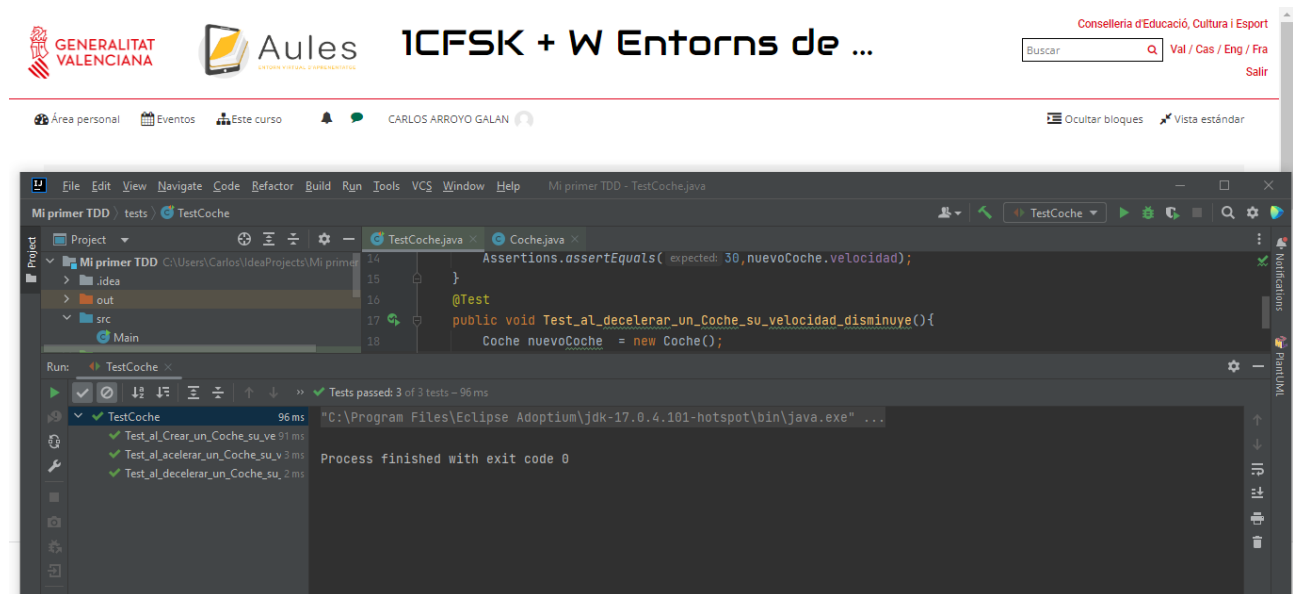 GENERALITAT
VALENCIANA
Aules
1CFSK + W Entorns de ...
Conselleria d'Educació, Cultura i Esport
Buscar
Val / Cas / Eng / Fra
Salir
Área personal
Eventos
Este curso
CARLOS ARROYO GALAN
Ocultar bloques
Vista estándar
File Edit View Navigate Code Refactor Build Run Tools VCS Window Help Mi primer TDD - TestCoche.java
Mi primer TDD 〉 tests 〉 TestCoche
TestCoche
Project
Project
TestCoche.java
Coche.java
Mi primer TDD C:\Users\Carlos\IdeaProjects\Mi primer
.idea
out
src
Main
14 Assertions.assertEquals( expected: 30,nuevoCoche.velocidad);
15 }
16 @Test
17 public void Test_al_decelerar_un_Coche_su_velocidad_disminuye(){
18 Coche nuevoCoche = new Coche();
Notifications
PlantUML
Run: TestCoche
Tests passed: 3 of 3 tests – 96 ms
TestCoche 96 ms
Test_al_Crear_un_Coche_su_ve 91 ms
Test_al_acelerar_un_Coche_su_v 3 ms
Test_al_decelerar_un_Coche_su_ 2 ms
"C:\Program Files\Eclipse Adoptium\jdk-17.0.4.101-hotspot\bin\java.exe" ...
Process finished with exit code 0